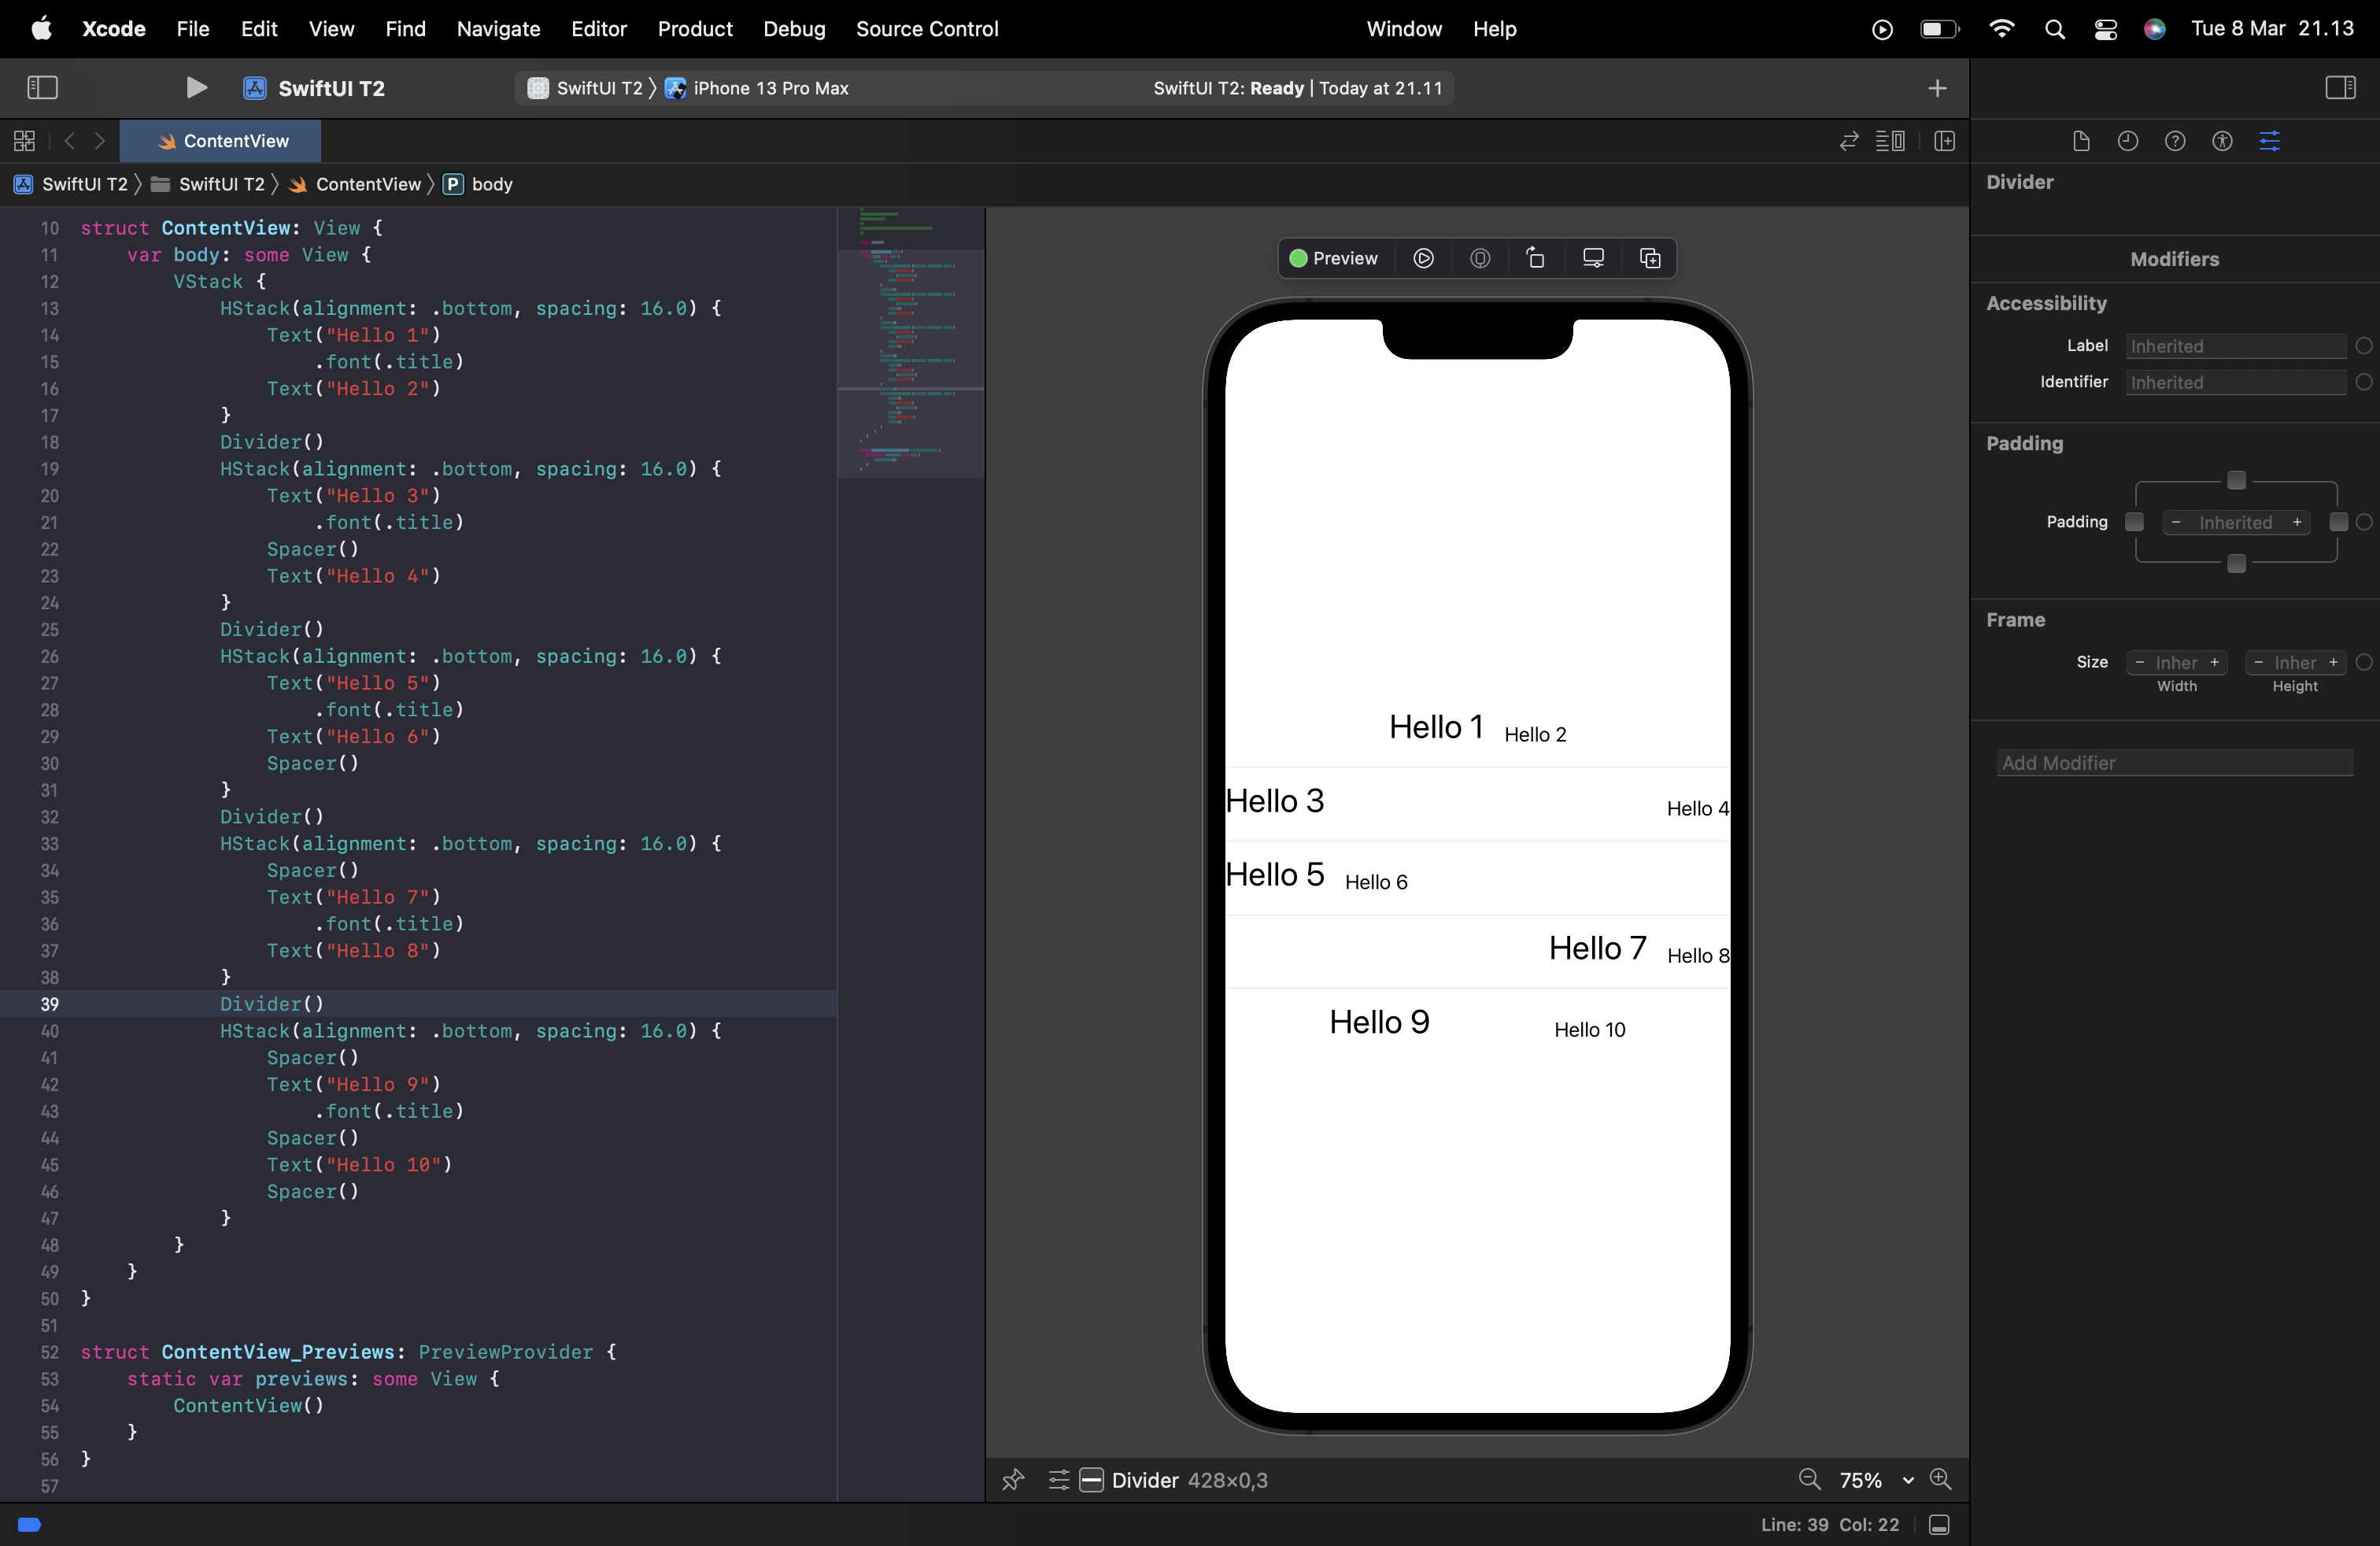 Xcode File Edit View Find Navigate Editor Product Debug Source Control Window Help Tue 8 Mar 21.13
SwiftUI T2 SwiftUI T2 iPhone 13 Pro Max SwiftUI T2: Ready | Today at 21.11
ContentView
SwiftUI T2 SwiftUI T2 ContentView P body
10 struct ContentView: View {
11     var body: some View {
12         VStack {
13             HStack(alignment: .bottom, spacing: 16.0) {
14                 Text("Hello 1")
15                     .font(.title)
16                 Text("Hello 2")
17             }
18             Divider()
19             HStack(alignment: .bottom, spacing: 16.0) {
20                 Text("Hello 3")
21                     .font(.title)
22                 Spacer()
23                 Text("Hello 4")
24             }
25             Divider()
26             HStack(alignment: .bottom, spacing: 16.0) {
27                 Text("Hello 5")
28                     .font(.title)
29                 Text("Hello 6")
30                 Spacer()
31             }
32             Divider()
33             HStack(alignment: .bottom, spacing: 16.0) {
34                 Spacer()
35                 Text("Hello 7")
36                     .font(.title)
37                 Text("Hello 8")
38             }
39             Divider()
40             HStack(alignment: .bottom, spacing: 16.0) {
41                 Spacer()
42                 Text("Hello 9")
43                     .font(.title)
44                 Spacer()
45                 Text("Hello 10")
46                 Spacer()
47             }
48         }
49     }
50 }
51
52 struct ContentView_Previews: PreviewProvider {
53     static var previews: some View {
54         ContentView()
55     }
56 }
57
Preview
Hello 1 Hello 2
Hello 3 Hello 4
Hello 5 Hello 6
Hello 7 Hello 8
Hello 9 Hello 10
Divider 428×0,3 75%
Divider
Modifiers
Accessibility
Label Inherited
Identifier Inherited
Padding
Padding - Inherited +
Frame
Size - Inher + - Inher +
Width Height
Add Modifier
Line: 39 Col: 22